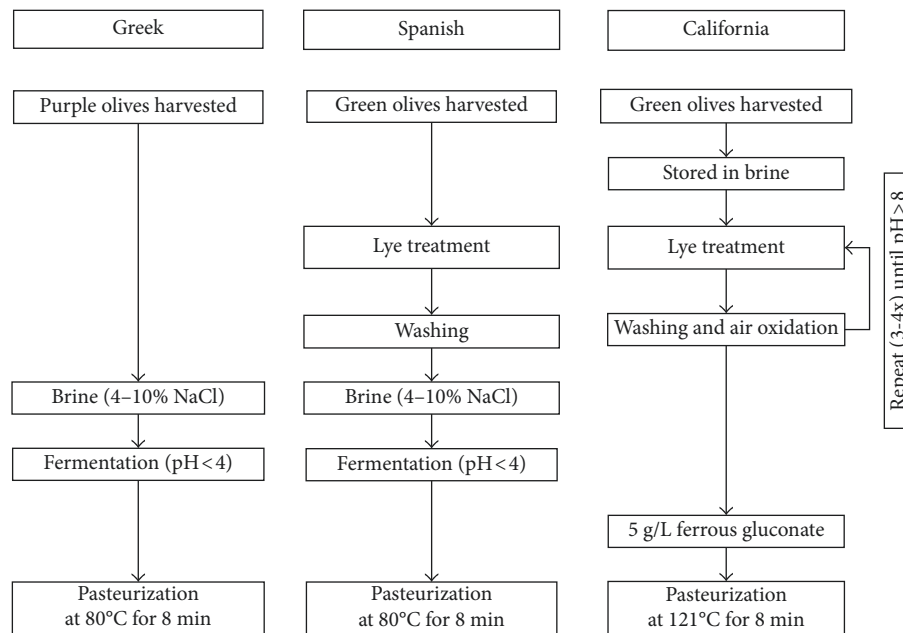 Greek
Purple olives harvested
Brine (4–10% NaCl)
Fermentation (pH<4)
Pasteurization
at 80°C for 8 min
Spanish
Green olives harvested
Lye treatment
Washing
Brine (4–10% NaCl)
Fermentation (pH<4)
Pasteurization
at 80°C for 8 min
California
Green olives harvested
Stored in brine
Lye treatment
Washing and air oxidation
Repeat (3-4x) until pH>8
5 g/L ferrous gluconate
Pasteurization
at 121°C for 8 min